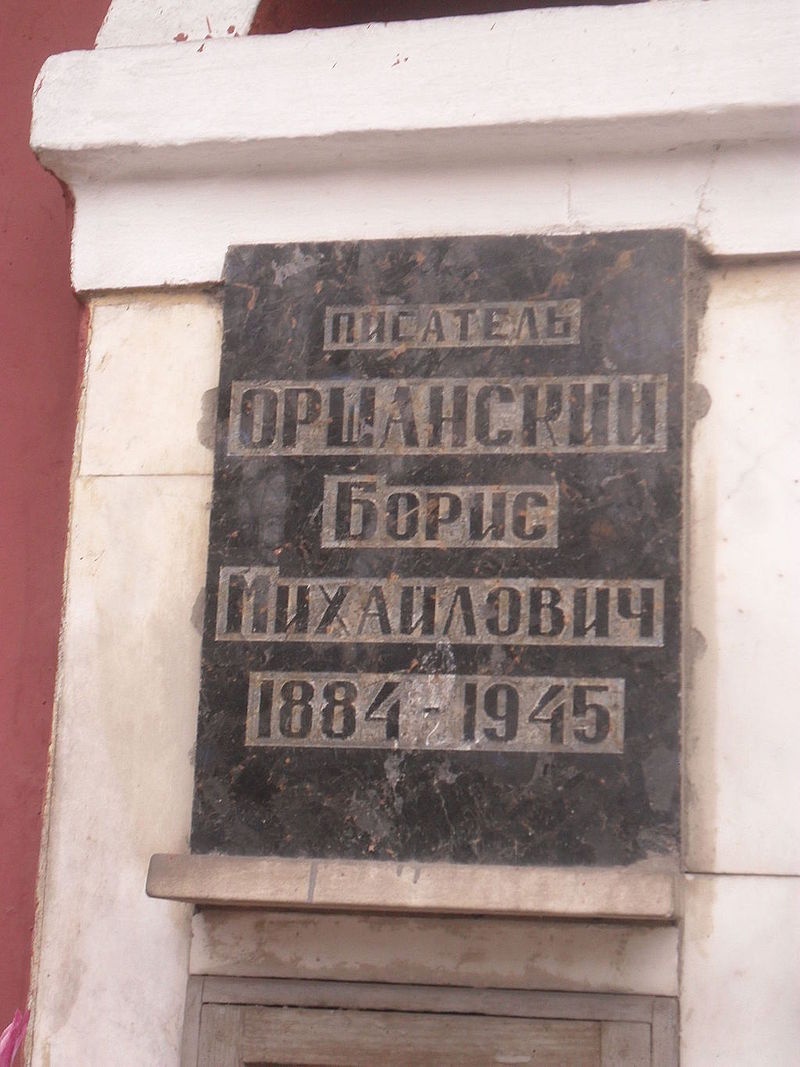 ПИСАТЕЛЬ
ОРШАНСКИЙ
БОРИС
МИХАЙЛОВИЧ
1884-1945